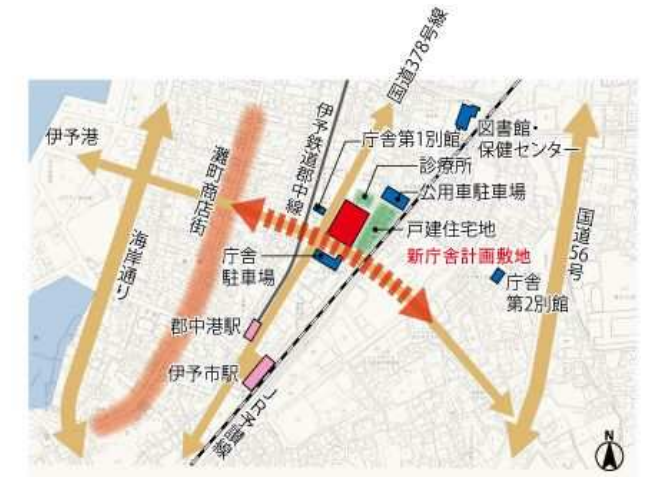 国道378号線
伊予鉄道郡中線
伊予港
灘町商店街
海岸通り
庁舎第1別館
図書館・
保健センター
診療所
公用車駐車場
戸建住宅地
新庁舎計画敷地
国道56号
庁舎
駐車場
庁舎
第2別館
郡中港駅
伊予市駅
JR予讃線
N